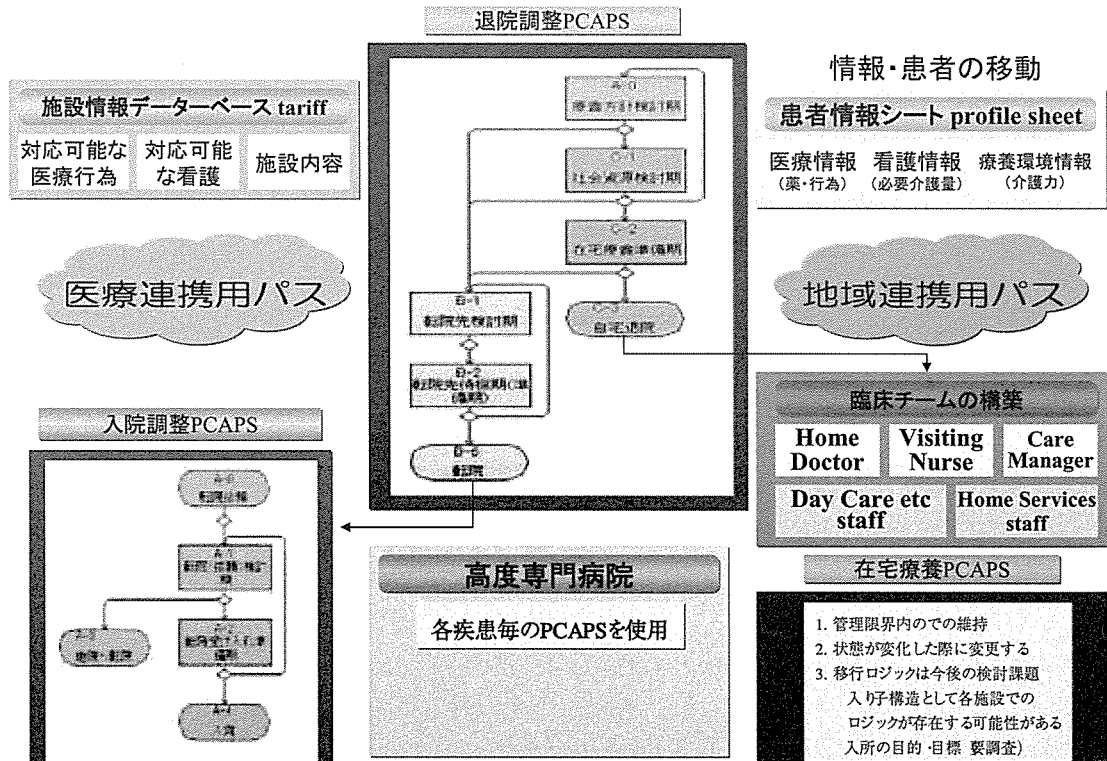 退院調整PCAPS
情報・患者の移動
施設情報データーベース tariff
対応可能な
医療行為
対応可能
な看護
施設内容
患者情報シート profile sheet
医療情報
(薬・行為)
看護情報
(必要介護量)
療養環境情報
(介護力)
医療連携用パス
地域連携用パス
C-1
社会資源検討期
C-2
在宅療養準備期
自宅退院
転院先検討期
転院
臨床チームの構築
Home
Doctor
Visiting
Nurse
Care
Manager
Day Care etc
staff
Home Services
staff
入院調整PCAPS
高度専門病院
各疾患毎のPCAPSを使用
在宅療養PCAPS
1. 管理限界内のでの維持
2. 状態が変化した際に変更する
3. 移行ロジックは今後の検討課題
入り子構造として各施設での
ロジックが存在する可能性がある
入所の目的・目標 要調査)